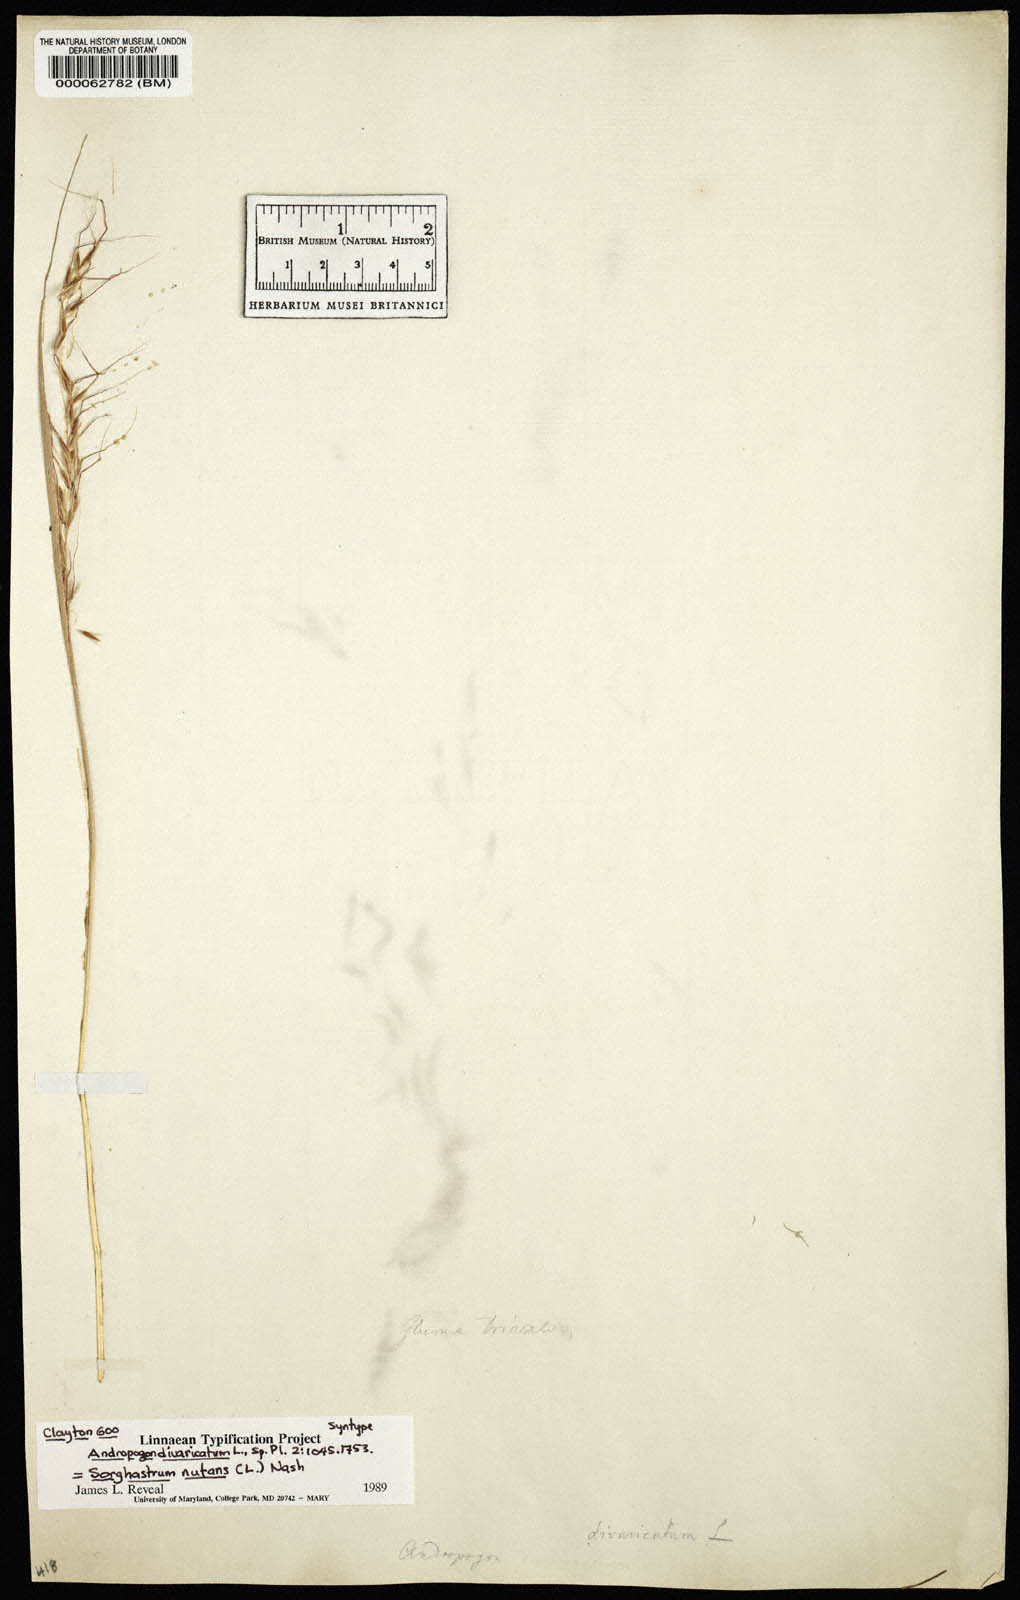 THE NATURAL HISTORY MUSEUM, LONDON
DEPARTMENT OF BOTANY
000062782 (BM)
1 2
BRITISH MUSEUM (NATURAL HISTORY)
1 2 3 4 5
HERBARIUM MUSEI BRITANNICI
Gluma
Clayton 600 Syntype
Linnaean Typification Project
Andropogon divaricatum L., Sp. Pl. 2:1045.1753.
= Sorghastrum nutans (L.) Nash
James L. Reveal 1989
University of Maryland, College Park, MD 20742 – MARY
divaricatum L
Andropogon
418